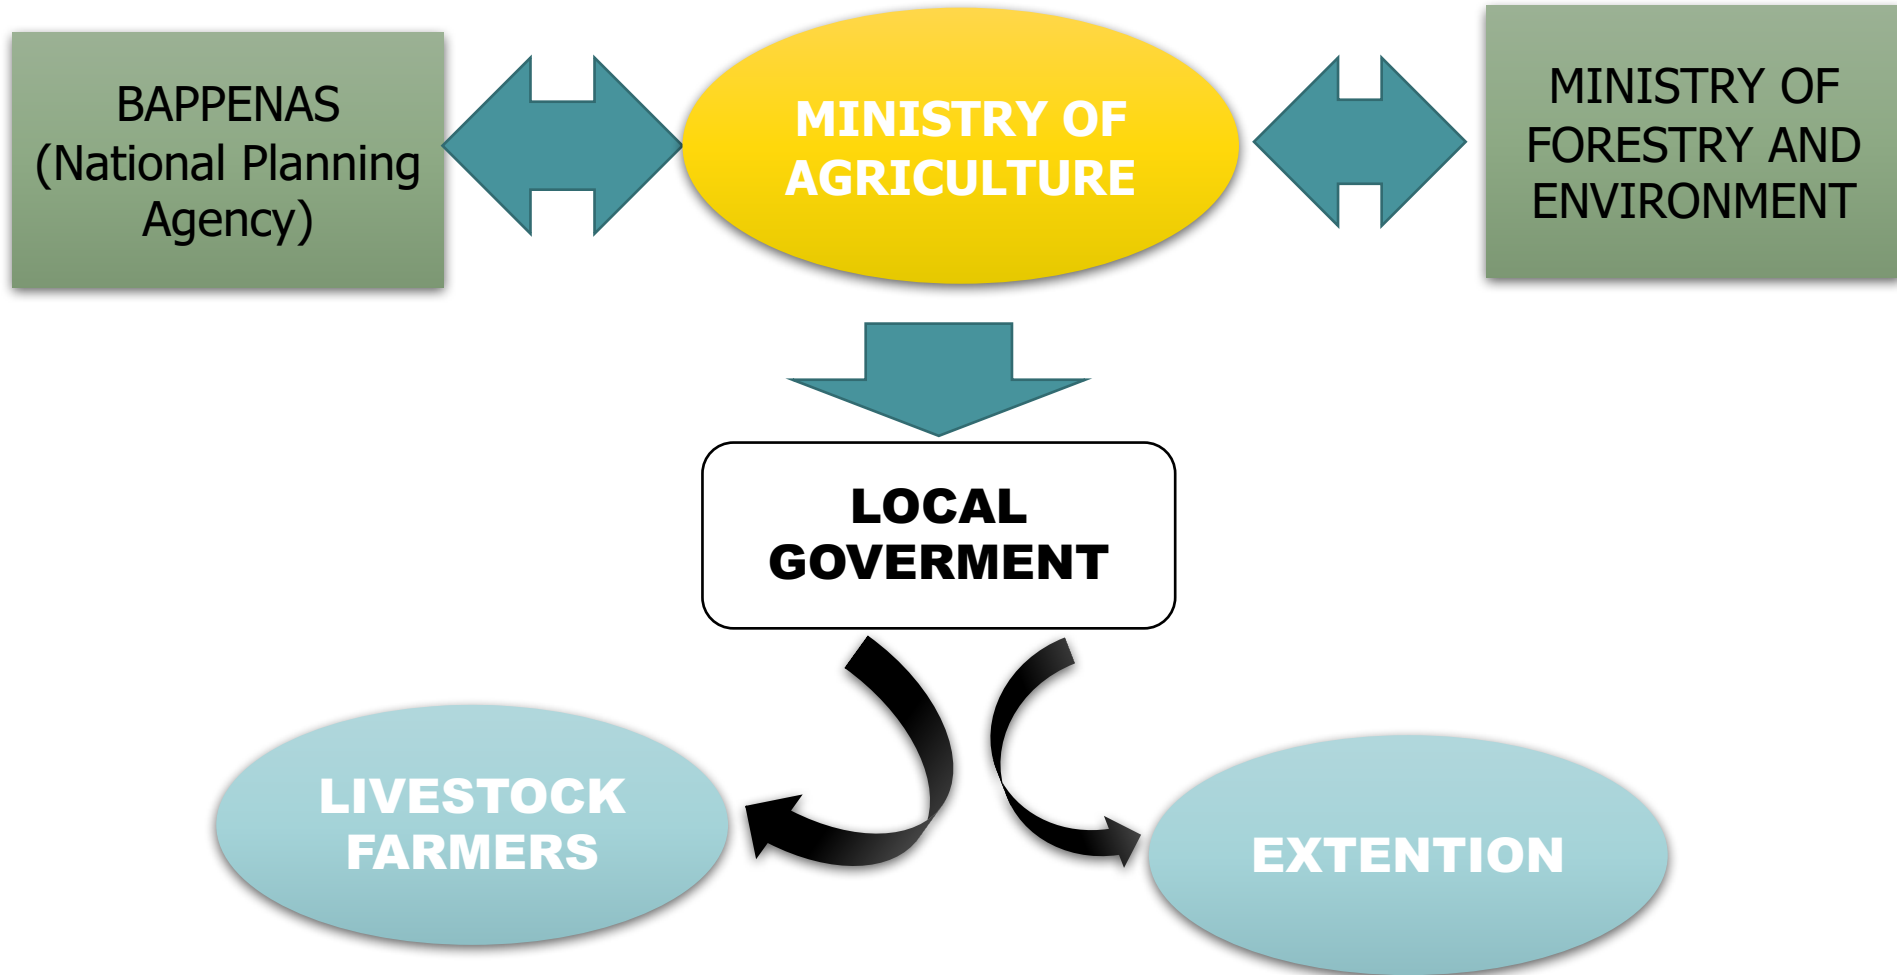 BAPPENAS
(National Planning
Agency)
MINISTRY OF
AGRICULTURE
MINISTRY OF
FORESTRY AND
ENVIRONMENT
LOCAL
GOVERMENT
LIVESTOCK
FARMERS
EXTENTION